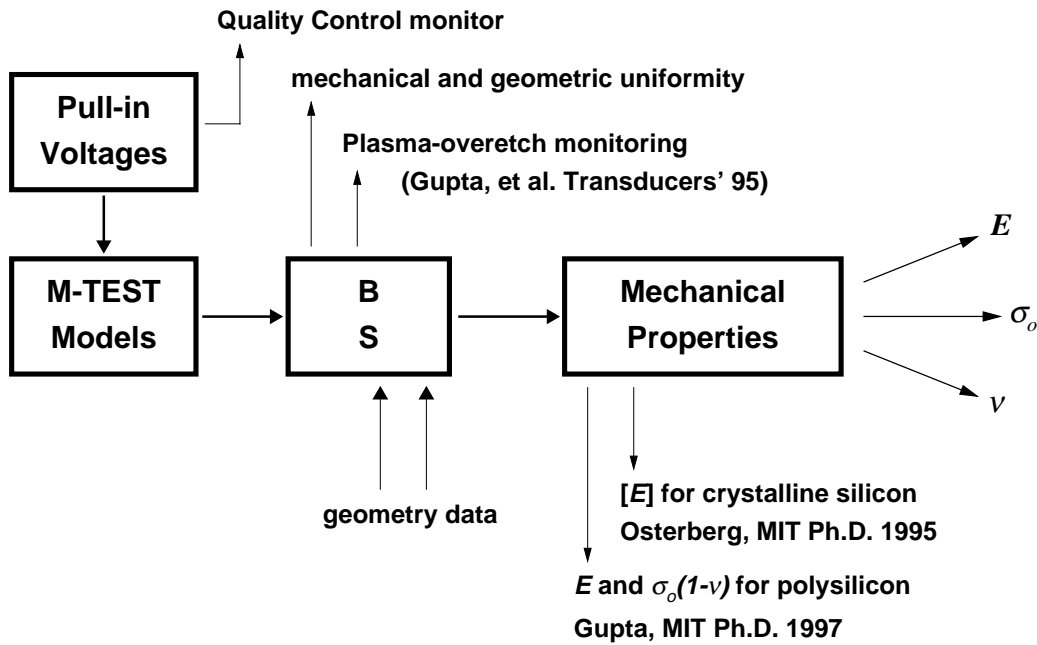 Quality Control monitor
mechanical and geometric uniformity
Pull-in
Voltages
Plasma-overetch monitoring
(Gupta, et al. Transducers’ 95)
M-TEST
Models
B
S
Mechanical
Properties
E
σo
ν
geometry data
[E] for crystalline silicon
Osterberg, MIT Ph.D. 1995
E and σo(1-ν) for polysilicon
Gupta, MIT Ph.D. 1997